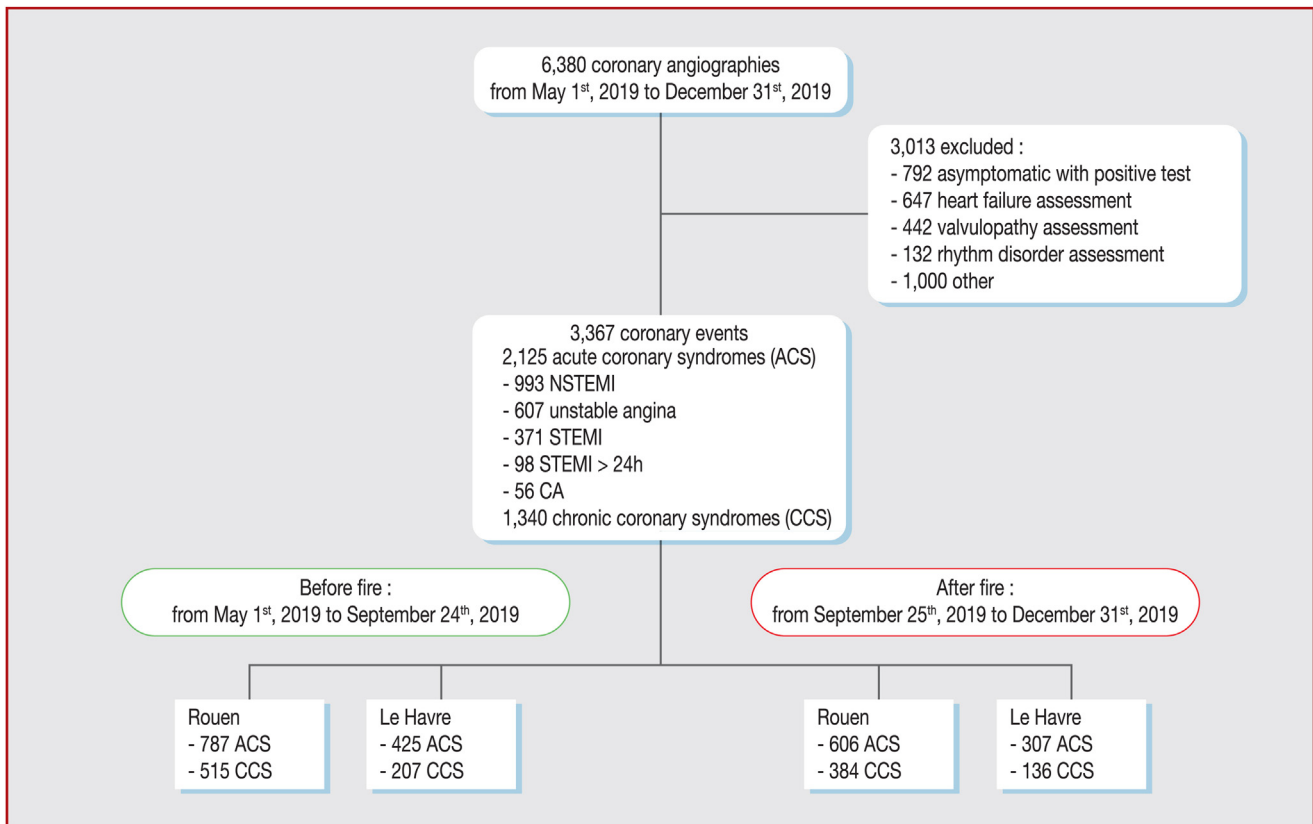 6,380 coronary angiographies
from May 1st, 2019 to December 31st, 2019
3,013 excluded :
- 792 asymptomatic with positive test
- 647 heart failure assessment
- 442 valvulopathy assessment
- 132 rhythm disorder assessment
- 1,000 other
3,367 coronary events
2,125 acute coronary syndromes (ACS)
- 993 NSTEMI
- 607 unstable angina
- 371 STEMI
- 98 STEMI > 24h
- 56 CA
1,340 chronic coronary syndromes (CCS)
Before fire :
from May 1st, 2019 to September 24th, 2019
After fire :
from September 25th, 2019 to December 31st, 2019
Rouen
- 787 ACS
- 515 CCS
Le Havre
- 425 ACS
- 207 CCS
Rouen
- 606 ACS
- 384 CCS
Le Havre
- 307 ACS
- 136 CCS